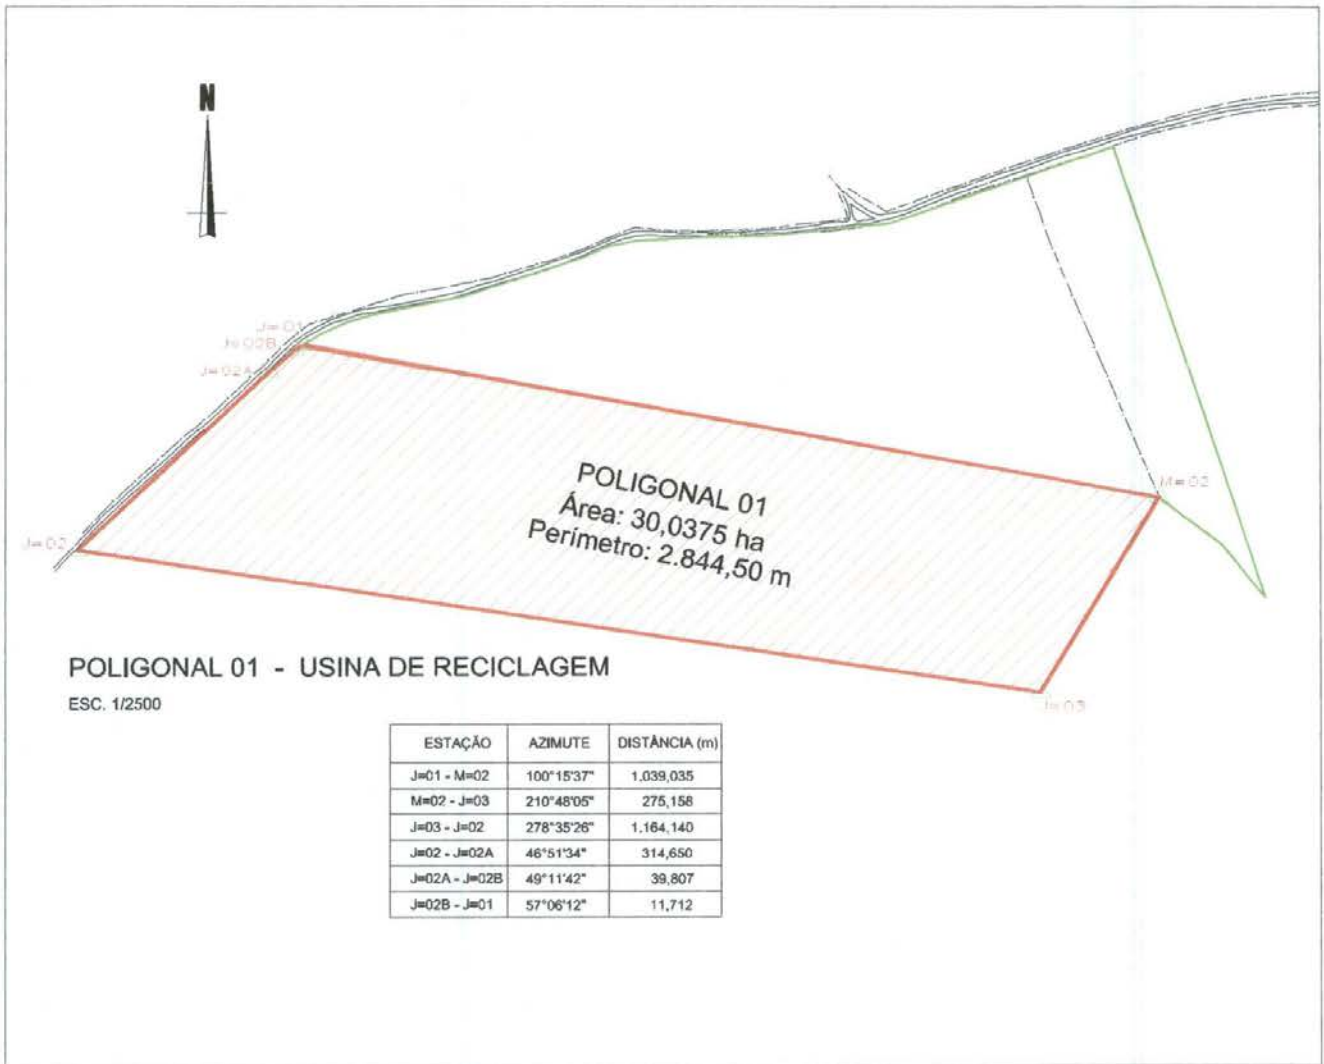 N
J=01
J=02B
J=02A
M=02
POLIGONAL 01
Área: 30,0375 ha
Perímetro: 2.844,50 m
J=02
POLIGONAL 01 - USINA DE RECICLAGEM
ESC. 1/2500
J=03
ESTAÇÃO AZIMUTE DISTÂNCIA (m)
J=01 - M=02 100°15'37" 1.039,035
M=02 - J=03 210°48'05" 275,158
J=03 - J=02 278°35'26" 1.164,140
J=02 - J=02A 46°51'34" 314,650
J=02A - J=02B 49°11'42" 39,807
J=02B - J=01 57°06'12" 11,712